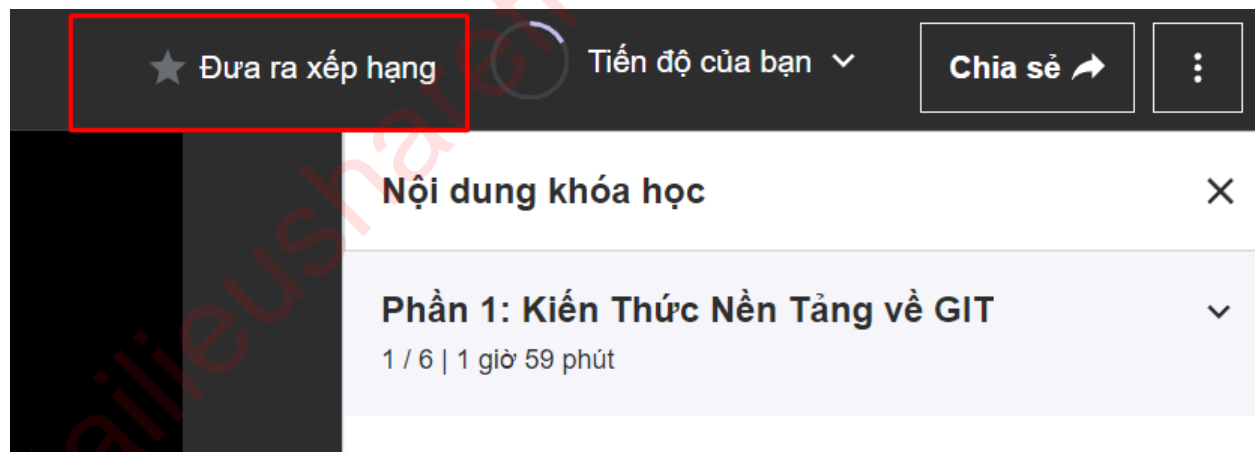 Đưa ra xếp hạng Tiến độ của bạn Chia sẻ
Nội dung khóa học
Phần 1: Kiến Thức Nền Tảng về GIT
1 / 6 | 1 giờ 59 phút